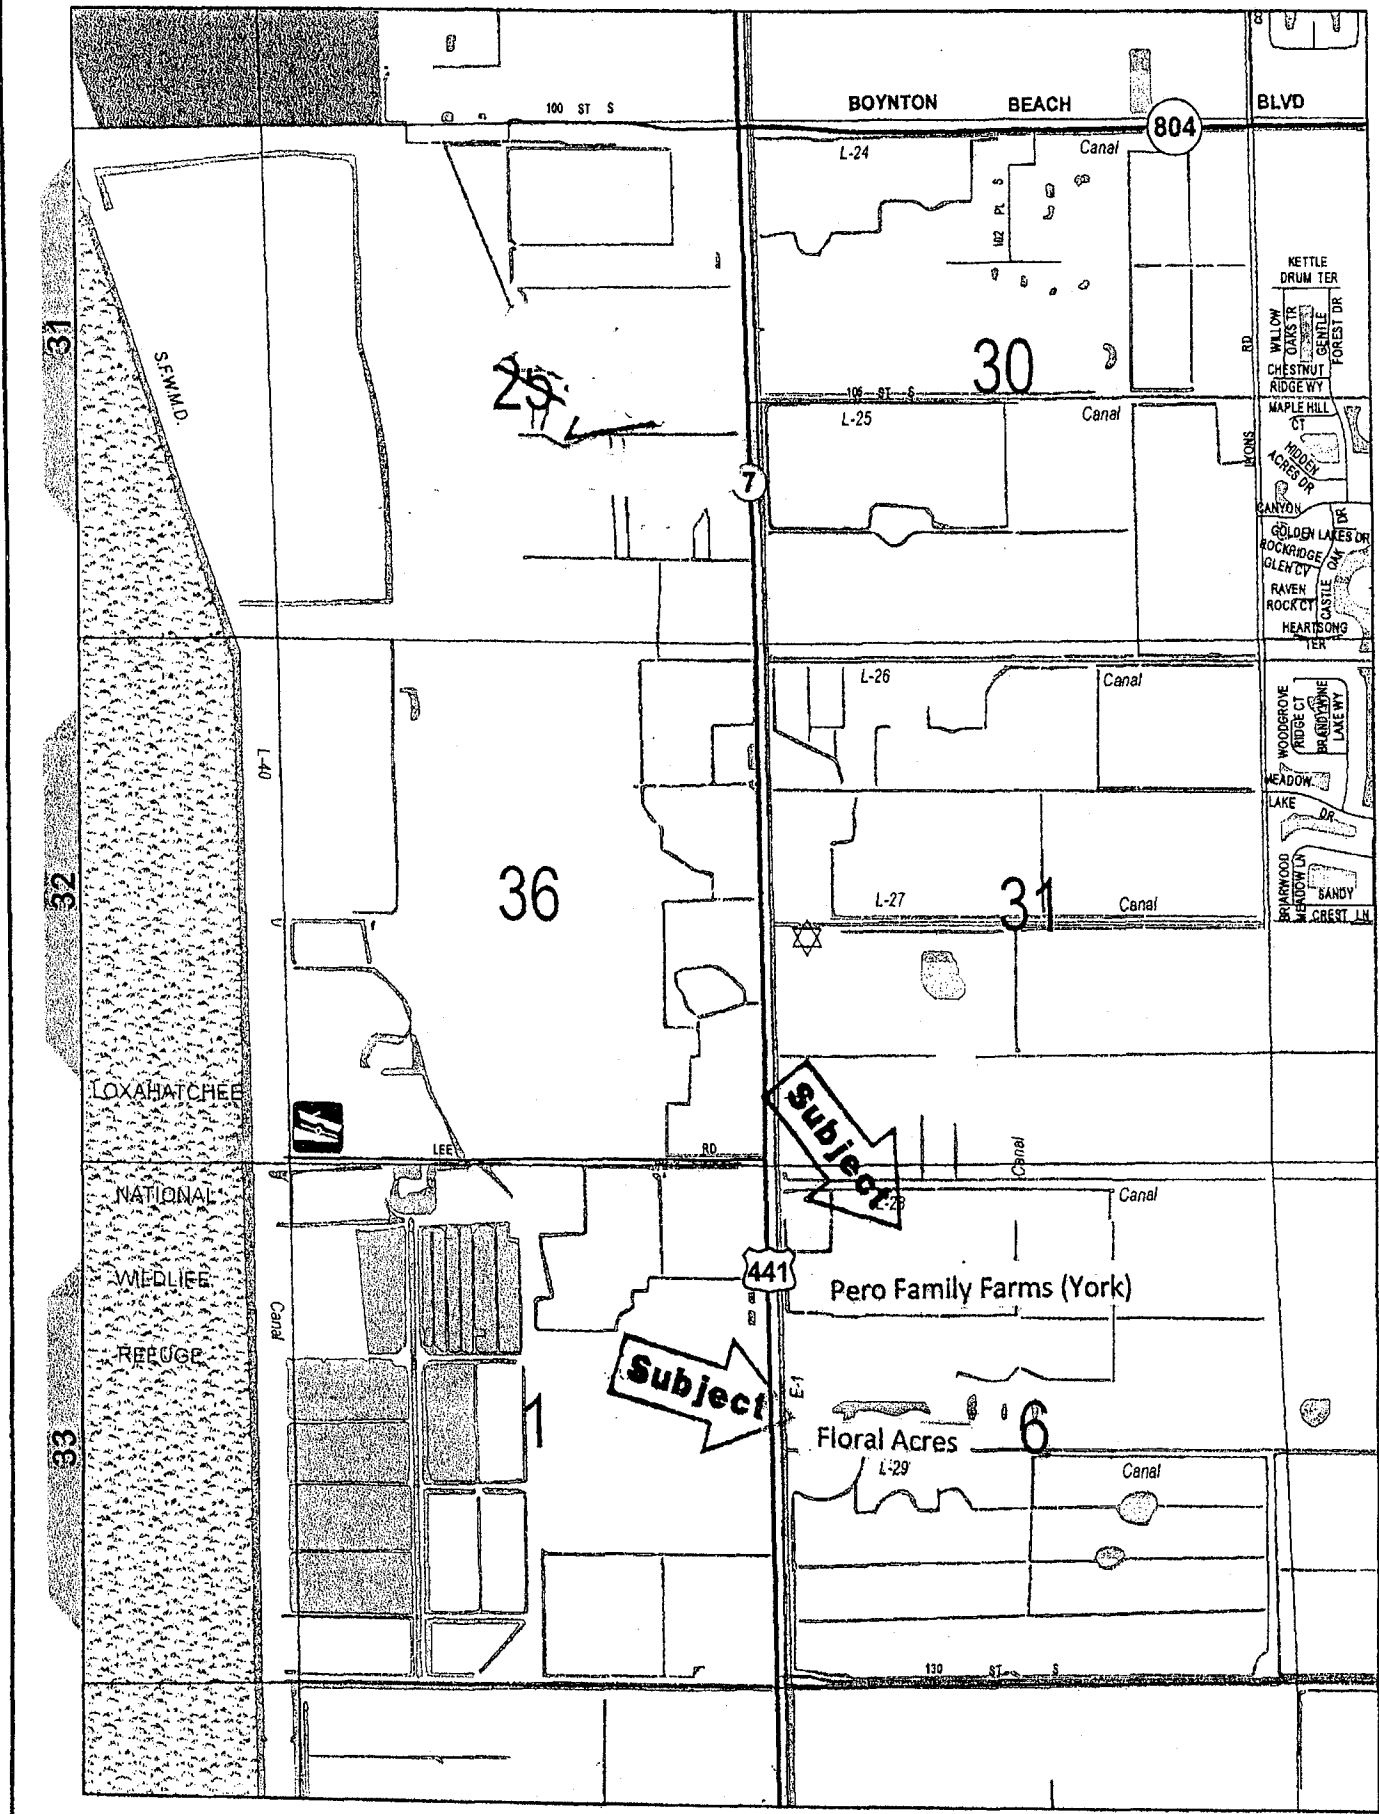 100 ST S
BOYNTON BEACH BLVD
804
L-24
Canal
102 PL S
KETTLE
DRUM TER
WILLOW
OAKS TR
GENTLE
FOREST DR
31
S.F.W.M.D.
25
30
RD
CHESTNUT
RIDGE WY
106 ST S
L-25
Canal
MAPLE HILL
CT
LYONS
HIDDEN
ACRES DR
7
CANYON
DR
GOLDEN LAKES DR
ROCKRIDGE
GLEN CV
OAK
RAVEN
ROCK CT
CASTLE
HEARTSONG
TER
L-26
Canal
WOODGROVE
RIDGE CT
BRANDYWINE
LAKE WY
L-40
MEADOW
LAKE DR
32
36
31
L-27
Canal
BRIARWOOD
MEADOW LN
SANDY
CREST LN
LOXAHATCHEE
Subject
LEE RD
Canal
NATIONAL
L-28
Canal
WILDLIFE
441
Pero Family Farms (York)
Canal
REFUGE
Subject
E-1
33
1
6
Floral Acres
L-29
Canal
130 ST S